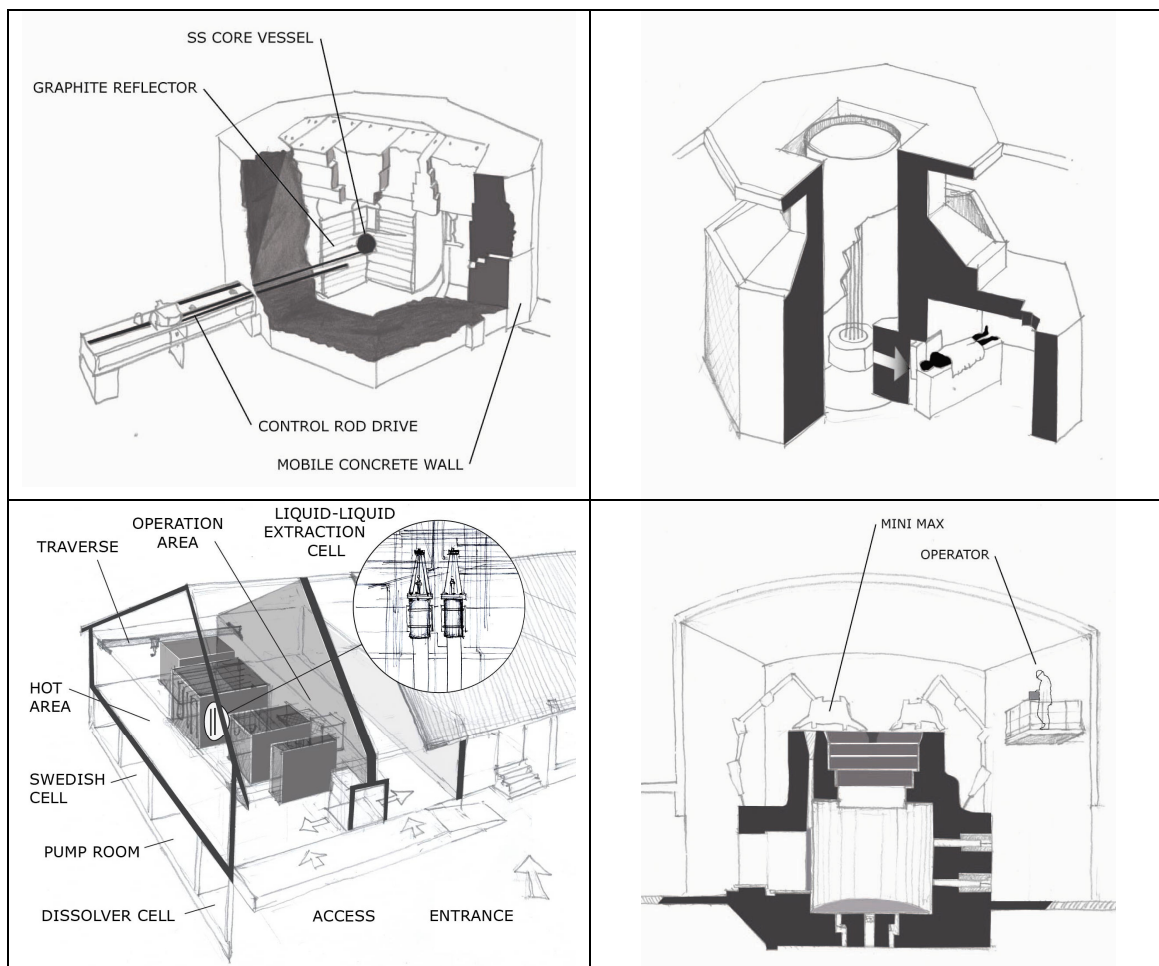 SS CORE VESSEL
GRAPHITE REFLECTOR
CONTROL ROD DRIVE
MOBILE CONCRETE WALL
LIQUID-LIQUID
EXTRACTION
CELL
OPERATION
AREA
TRAVERSE
HOT
AREA
SWEDISH
CELL
PUMP ROOM
DISSOLVER CELL
ACCESS
ENTRANCE
MINI MAX
OPERATOR